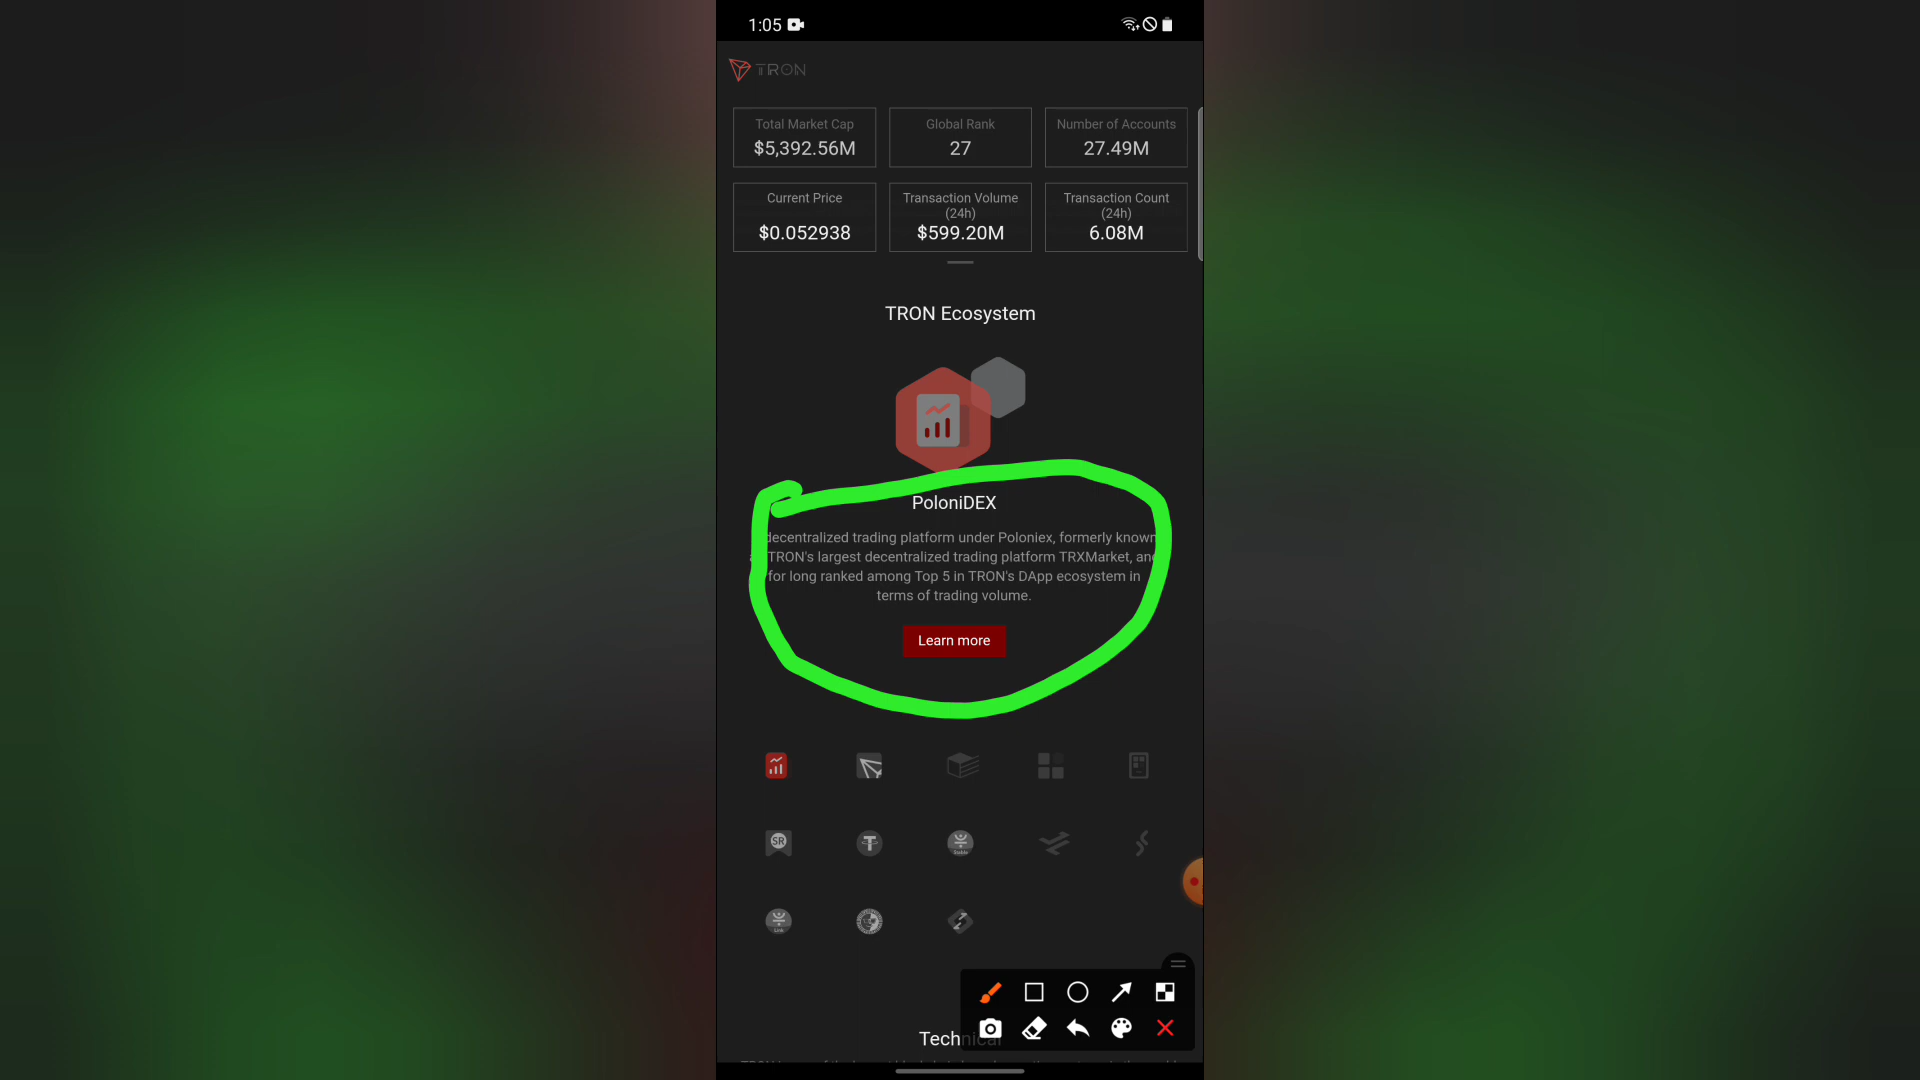 1:05
TRON
Total Market Cap
$5,392.56M
Global Rank
27
Number of Accounts
27.49M
Current Price
$0.052938
Transaction Volume
(24h)
$599.20M
Transaction Count
(24h)
6.08M
TRON Ecosystem
PoloniDEX
decentralized trading platform under Poloniex, formerly known
TRON's largest decentralized trading platform TRXMarket, and
for long ranked among Top 5 in TRON's DApp ecosystem in
terms of trading volume.
Learn more
SR
T
Technical